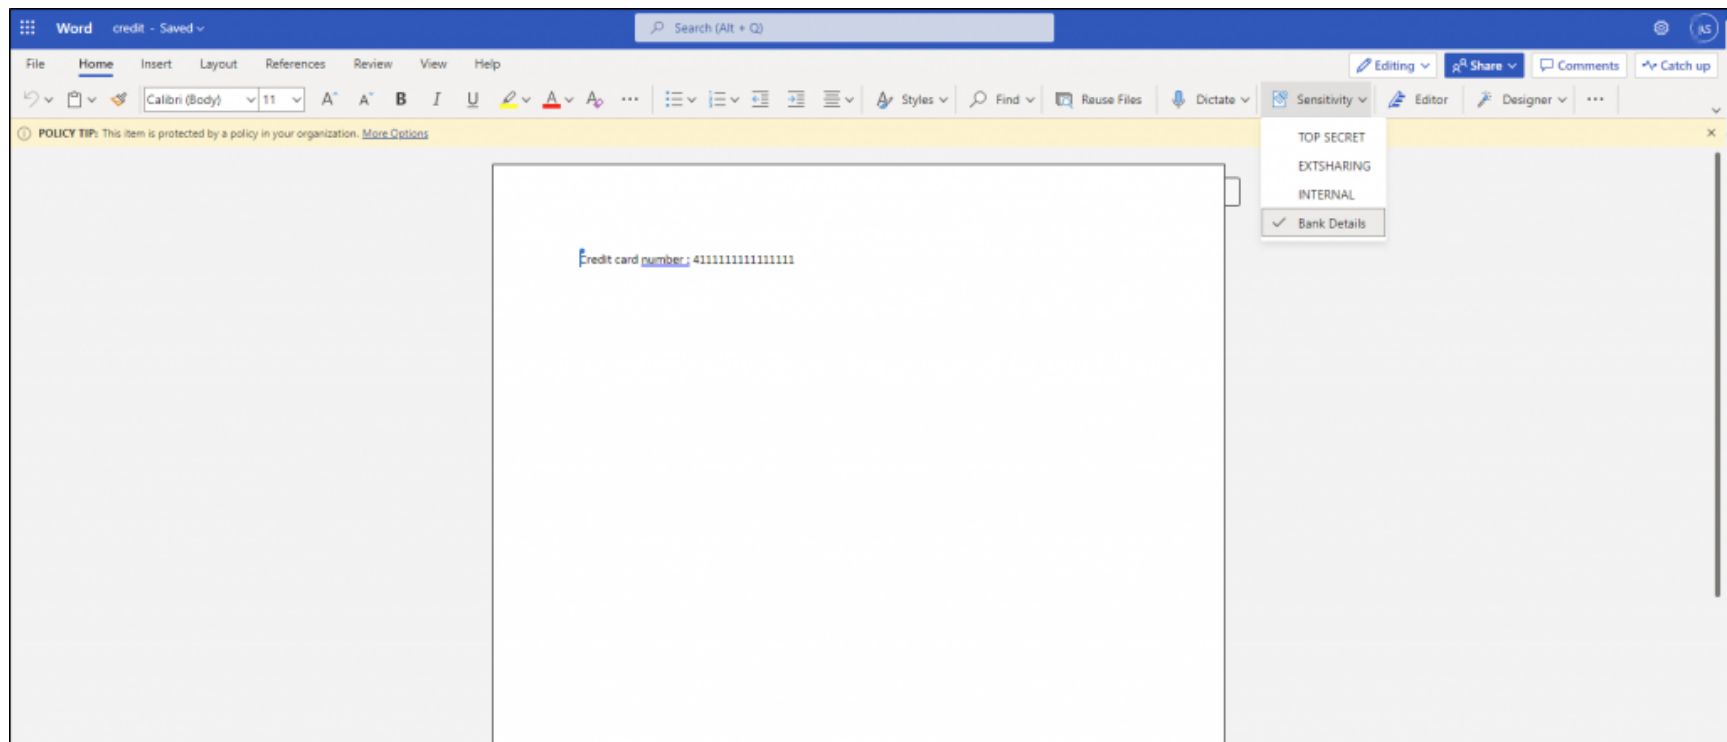 Word credit - Saved Search (Alt + Q) JLS
File Home Insert Layout References Review View Help Editing Share Comments Catch up
Calibri (Body) 11 A A B I U A A ... Styles Find Reuse Files Dictate Sensitivity Editor Designer ...
POLICY TIP: This item is protected by a policy in your organization. More Options
TOP SECRET
EXTSHARING
INTERNAL
Bank Details
Credit card number : 4111111111111111